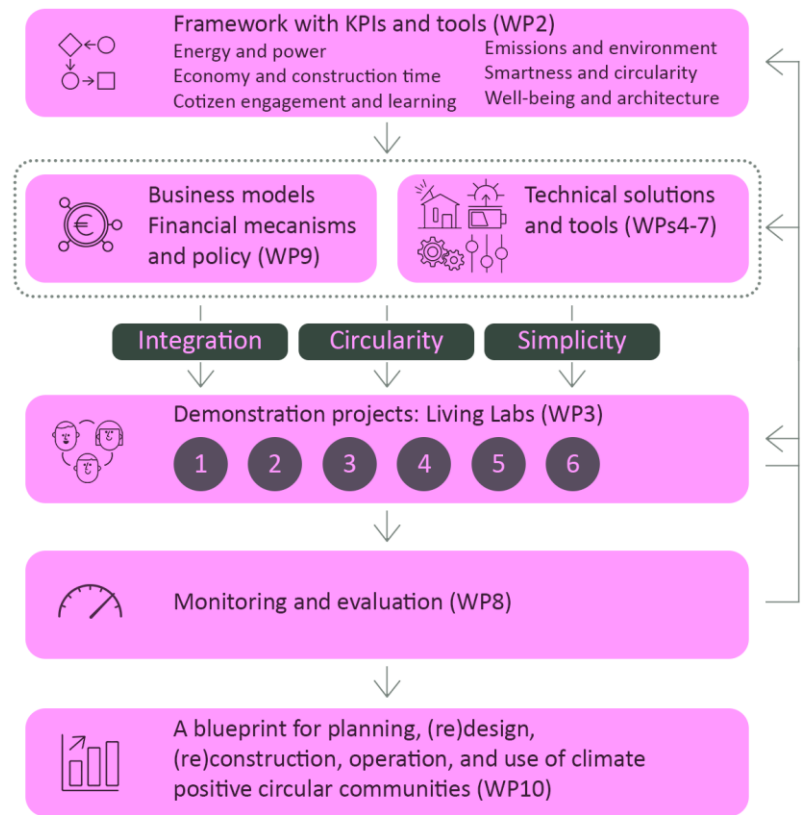 Framework with KPIs and tools (WP2)
Energy and power
Economy and construction time
Cotizen engagement and learning
Emissions and environment
Smartness and circularity
Well-being and architecture
Business models
Financial mecanisms
and policy (WP9)
€
Technical solutions
and tools (WPs4-7)
Integration
Circularity
Simplicity
Demonstration projects: Living Labs (WP3)
1 2 3 4 5 6
Monitoring and evaluation (WP8)
A blueprint for planning, (re)design,
(re)construction, operation, and use of climate
positive circular communities (WP10)